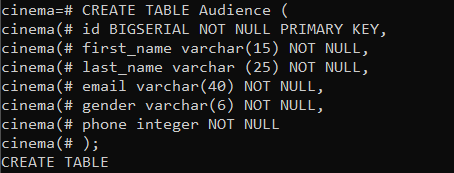 cinema=# CREATE TABLE Audience (
cinema(# id BIGSERIAL NOT NULL PRIMARY KEY,
cinema(# first_name varchar(15) NOT NULL,
cinema(# last_name varchar (25) NOT NULL,
cinema(# email varchar(40) NOT NULL,
cinema(# gender varchar(6) NOT NULL,
cinema(# phone integer NOT NULL
cinema(# );
CREATE TABLE